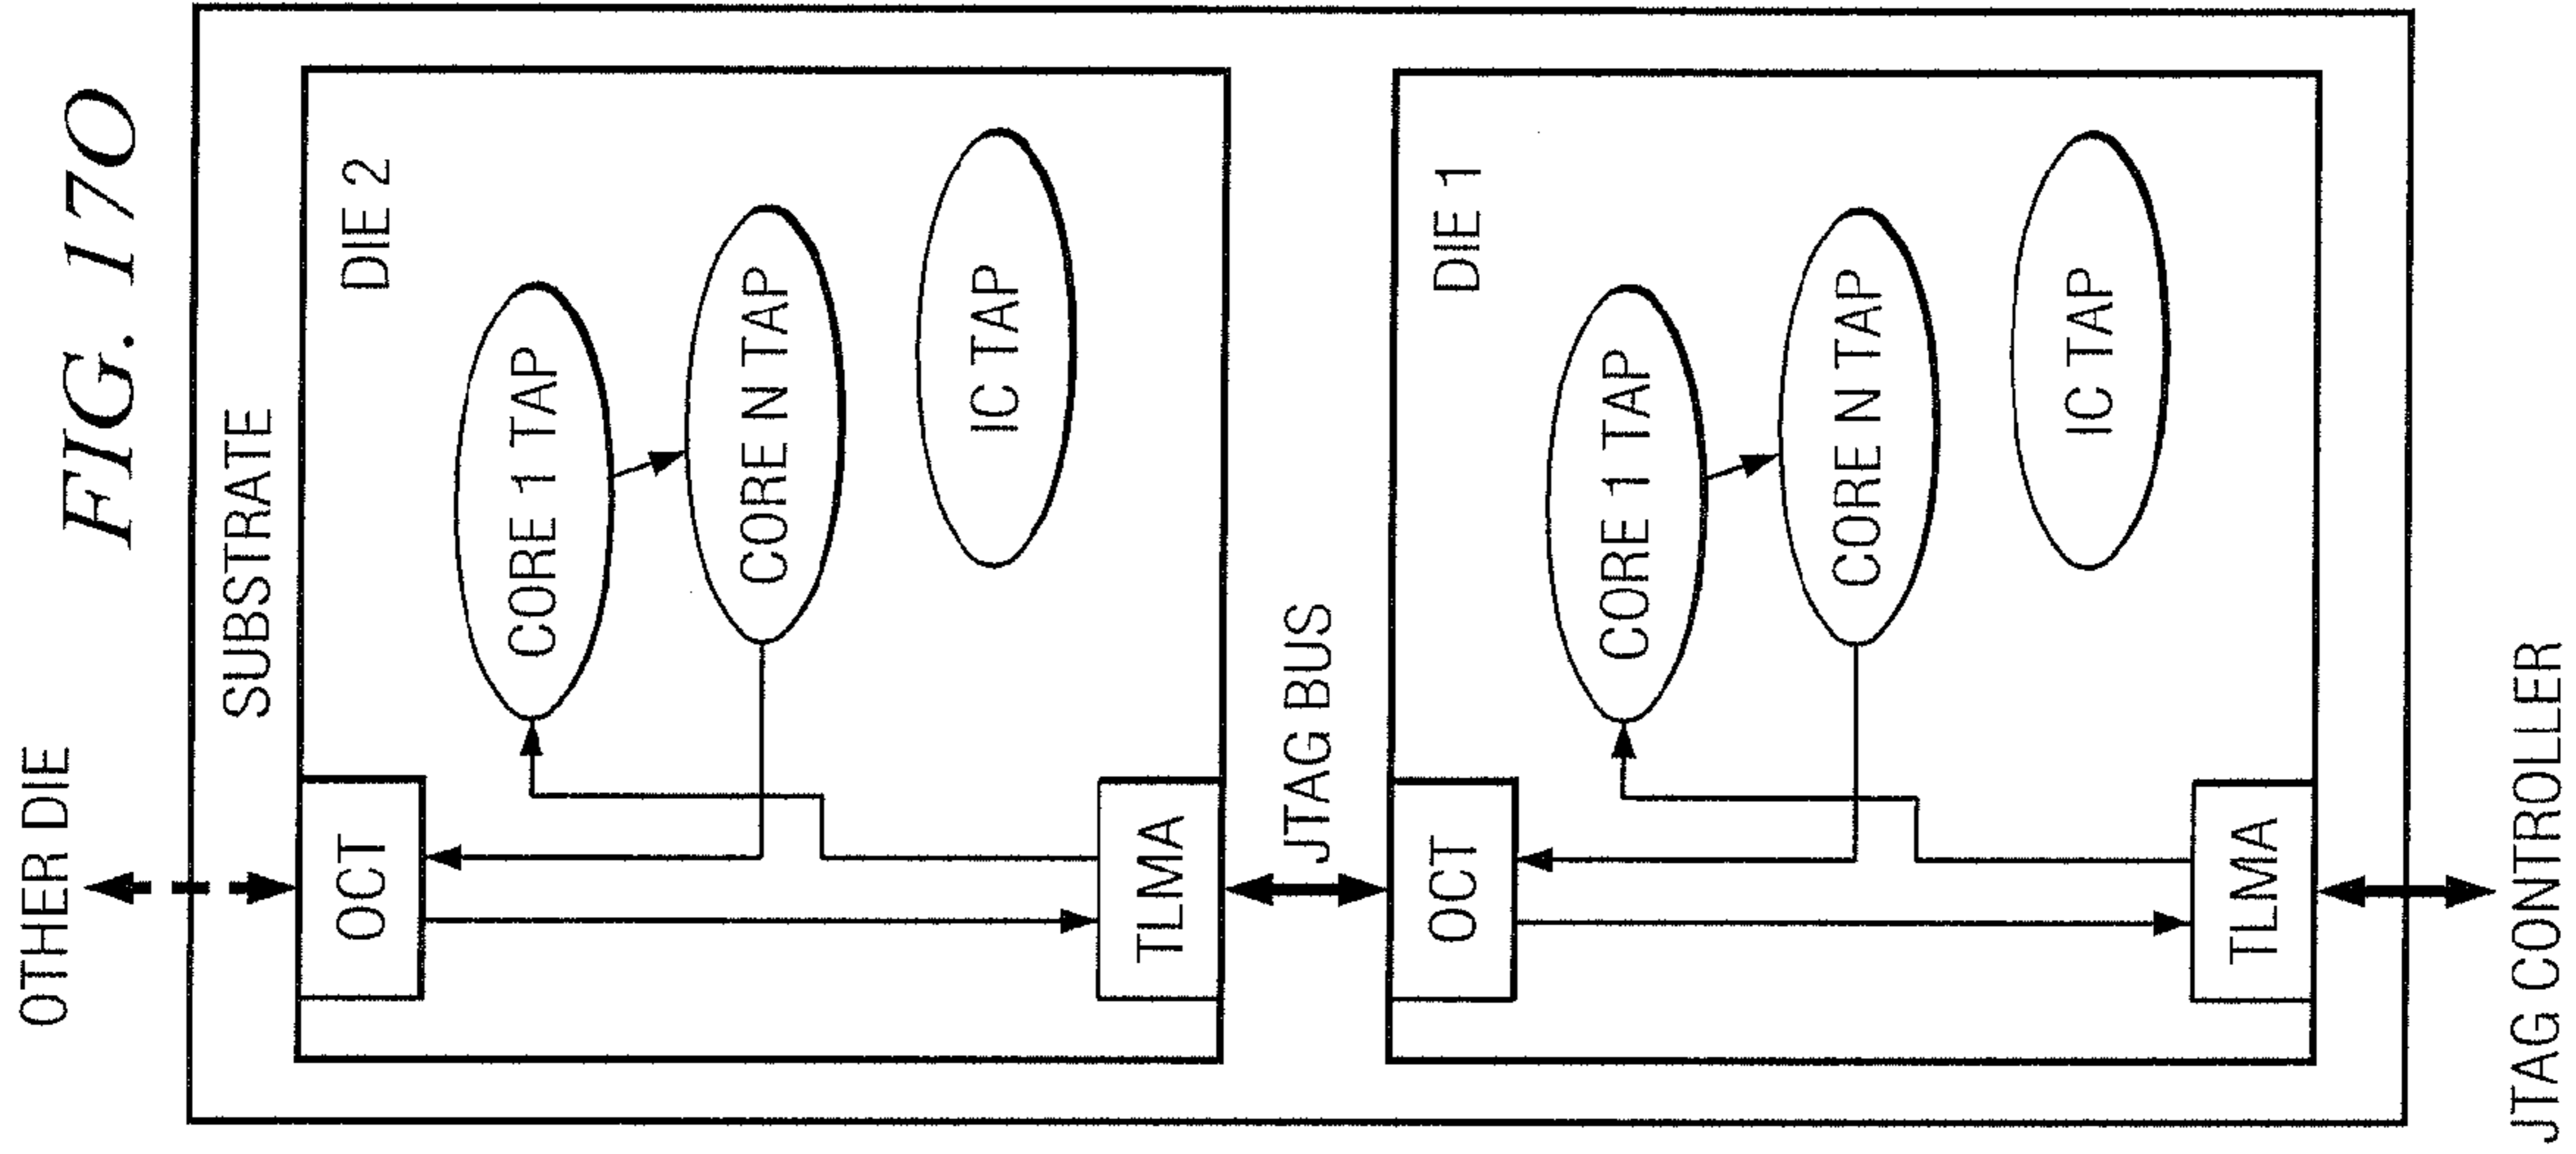 FIG. 17O
OTHER DIE
SUBSTRATE
DIE 2
OCT
CORE 1 TAP
CORE N TAP
IC TAP
TLMA
JTAG BUS
DIE 1
OCT
CORE 1 TAP
CORE N TAP
IC TAP
TLMA
JTAG CONTROLLER